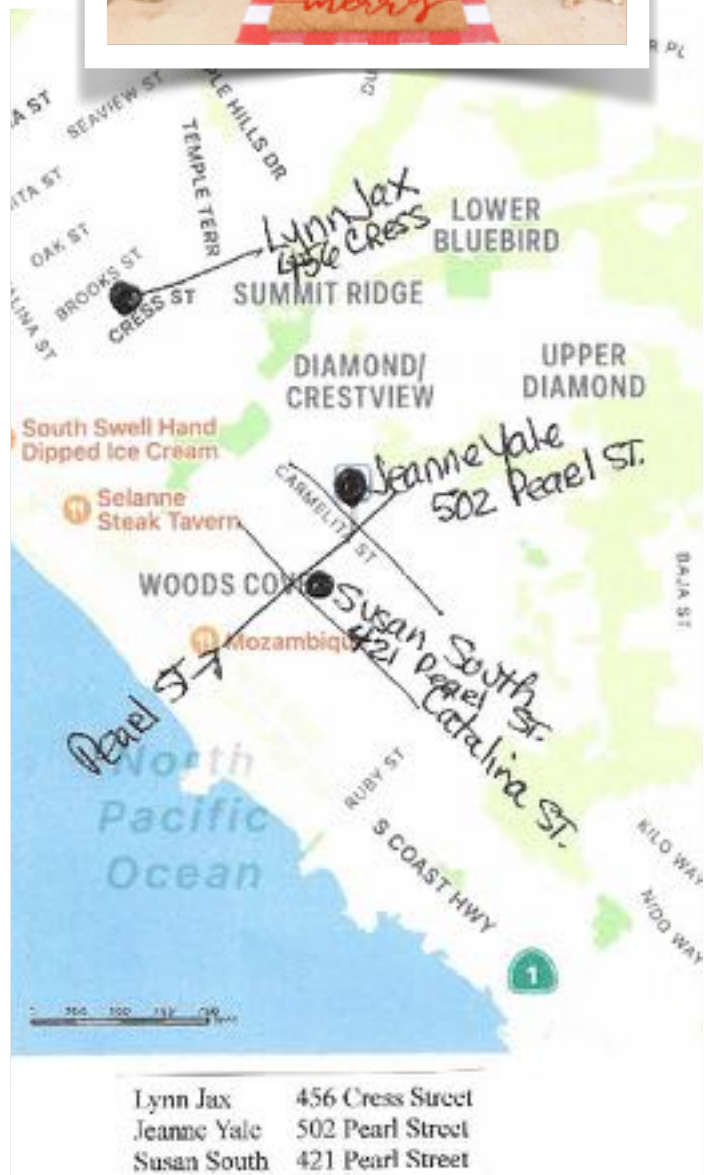 merry
R PL
A ST
SEAVIEW ST
PLE HILLS DR
DU
TEMPLE TERR
ITA ST
OAK ST
BROOKS ST
ALINA ST
CRESS ST
Lynn Jax
456 CRESS
LOWER
BLUEBIRD
SUMMIT RIDGE
DIAMOND/
CRESTVIEW
UPPER
DIAMOND
South Swell Hand
Dipped Ice Cream
Selanne
Steak Tavern
Jeanne Yale
502 Pearl ST.
CARMELITA ST
WOODS COVE
BAJA ST
Mozambique
Susan South
421 Pearl ST.
Catalina ST.
Pearl ST
North
Pacific
Ocean
RUBY ST
S COAST HWY
KILO WAY
NIDO WAY
1
Lynn Jax 456 Cress Street
Jeanne Yale 502 Pearl Street
Susan South 421 Pearl Street